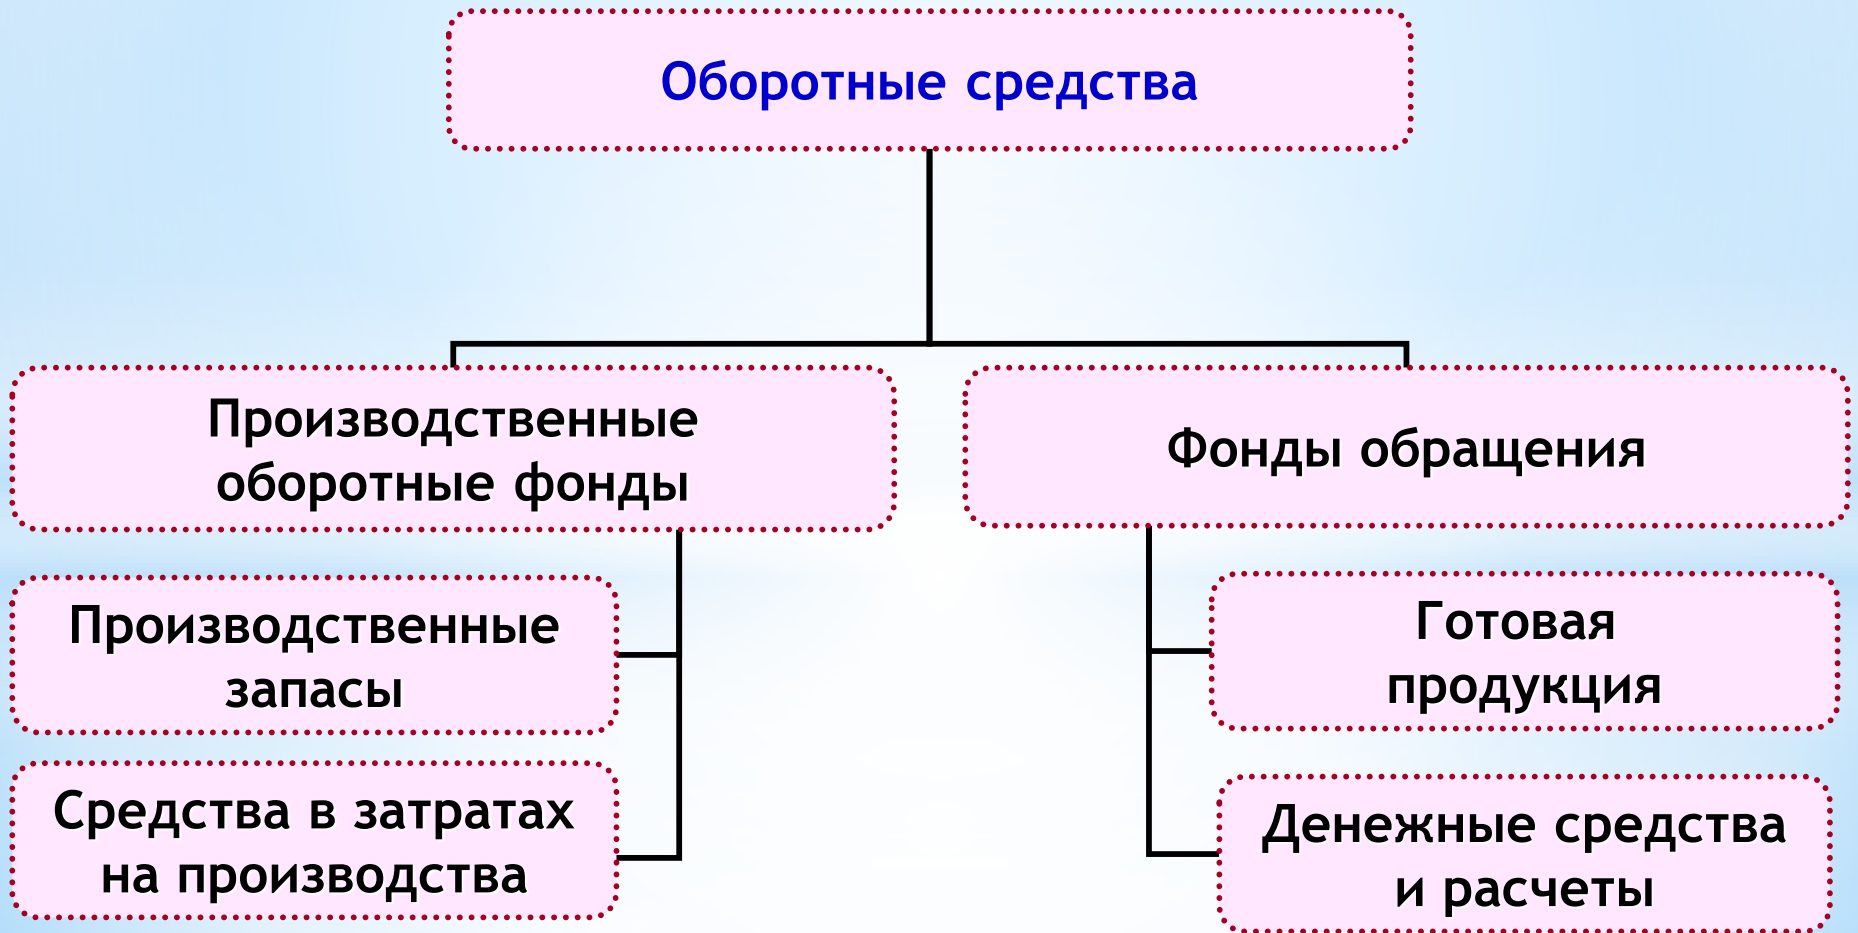 Оборотные средства
Производственные
оборотные фонды
Фонды обращения
Производственные
запасы
Готовая
продукция
Средства в затратах
на производства
Денежные средства
и расчеты